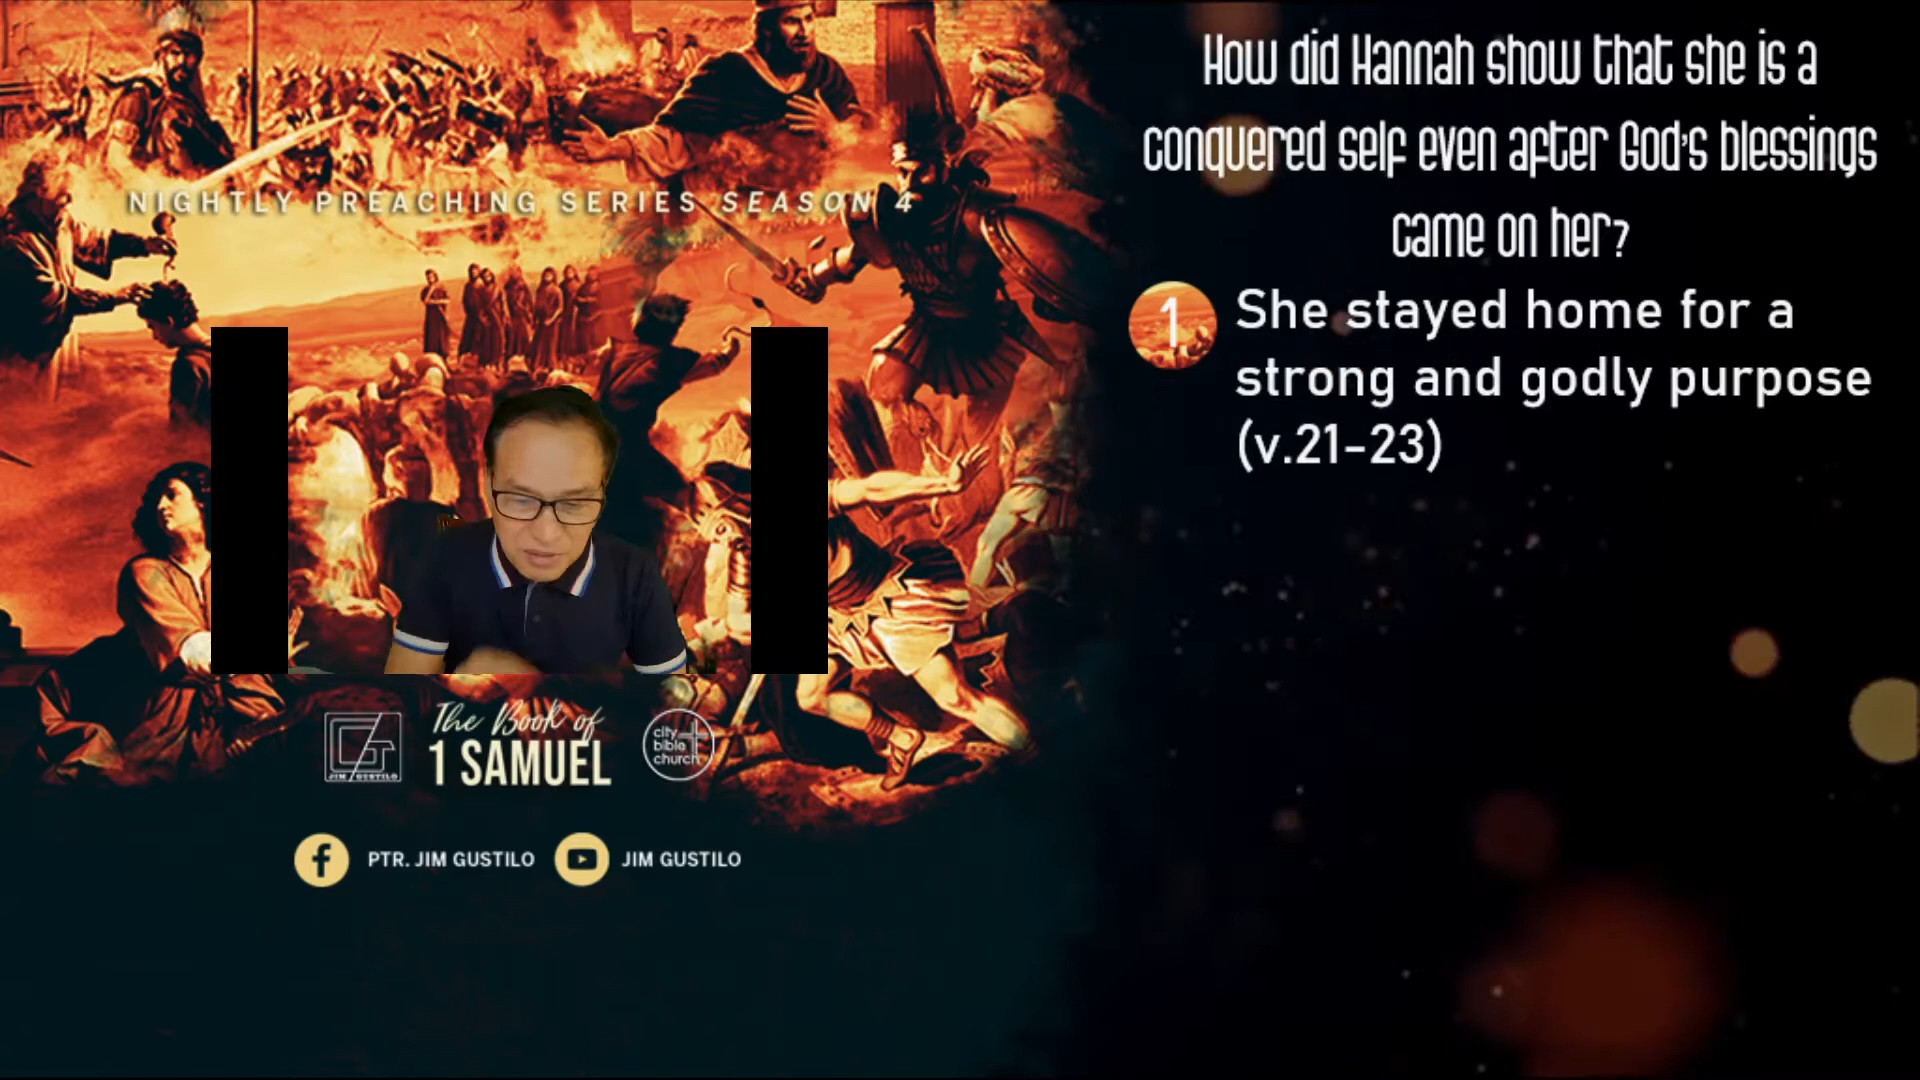 How did Hannah show that she is a
conquered self even after God's blessings
came on her?
1
She stayed home for a
strong and godly purpose
(v.21-23)
NIGHTLY PREACHING SERIES SEASON 4
JIM GUSTILO
The Book of
1 SAMUEL
city
bible
church
PTR. JIM GUSTILO
JIM GUSTILO